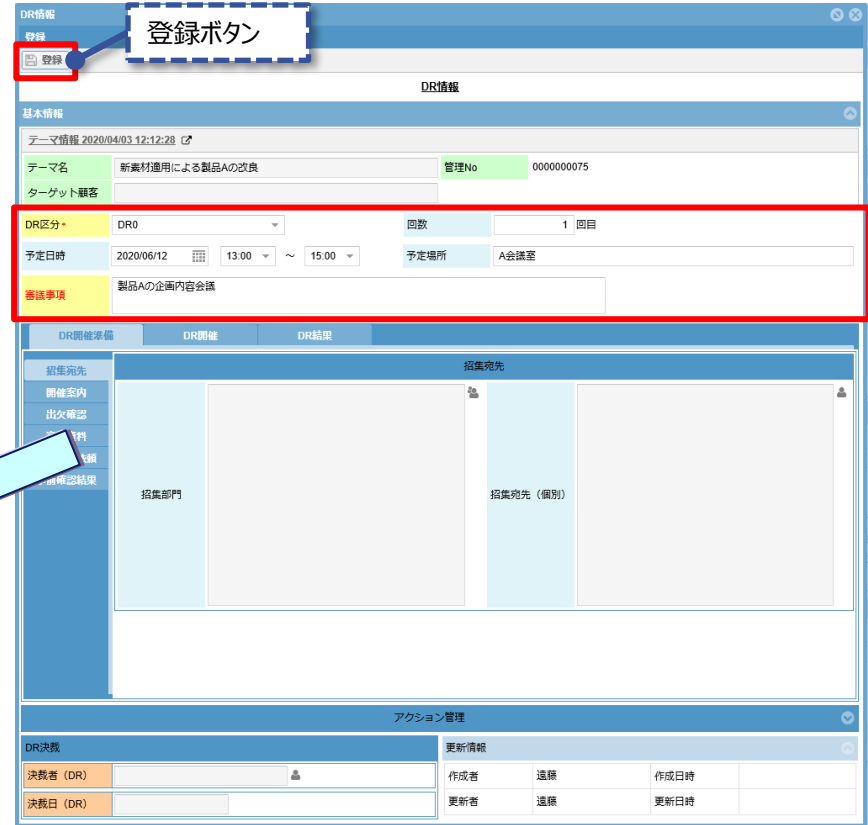 DR情報
登録
登録ボタン
登録
DR情報
基本情報
テーマ情報 2020/04/03 12:12:28
テーマ名 新素材適用による製品Aの改良 管理No 0000000075
ターゲット顧客
DR区分* DR0 回数 1 回目
予定日時 2020/06/12 13:00 ~ 15:00 予定場所 A会議室
審議事項 製品Aの企画内容会議
DR開催準備 DR開催 DR結果
招集宛先 招集宛先
開催案内
出欠確認
確認結果
招集部門 招集宛先(個別)
アクション管理
DR決裁 更新情報
決裁者(DR) 作成者 遠藤 作成日時
決裁日(DR) 更新者 遠藤 更新日時